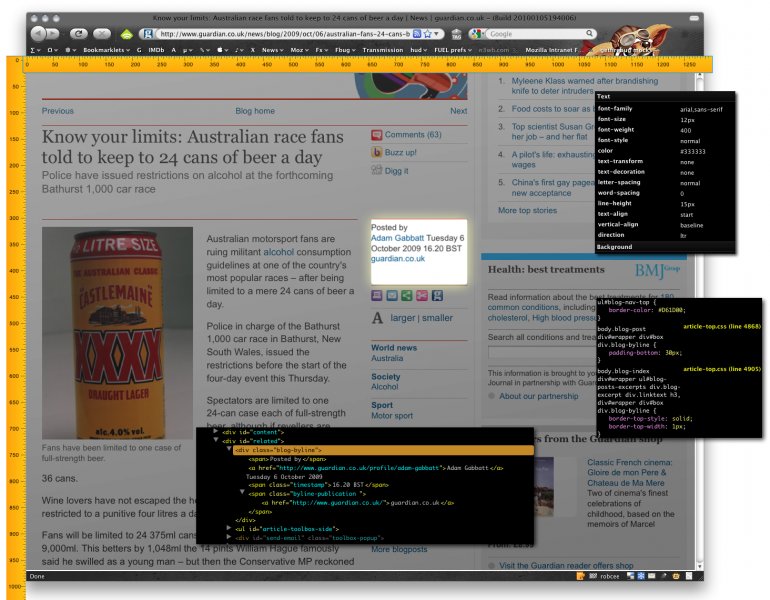 Know your limits: Australian race fans told to keep to 24 cans of beer a day | News | guardian.co.uk – (Build 20100105194006)
http://www.guardian.co.uk/news/blog/2009/oct/06/australian-fans-24-cans-b
Google
Bookmarklets
G
IMDb
A
µ
News
Moz
Fx
Fbug
Transmission
hud
FUEL prefs
n3wb.com
Mozilla Intranet F...
0 50 100 150 200 250 300 350 400 450 500 550 600 650 700 750 800 850 900 950 1000 1050 1100 1150 1200 1250
0
50
100
150
200
250
300
350
400
450
500
550
600
650
700
750
800
850
900
950
1000
Previous
Blog home
Next
Know your limits: Australian race fans
told to keep to 24 cans of beer a day
Police have issued restrictions on alcohol at the forthcoming
Bathurst 1,000 car race
Comments (63)
Buzz up!
Digg it
Posted by
Adam Gabbatt Tuesday 6
October 2009 16.20 BST
guardian.co.uk
A larger | smaller
World news
Australia
Society
Alcohol
Sport
Motor sport
LITRE SIZE
THE AUSTRALIAN CLASSIC
CASTLEMAINE
XXXX
DRAUGHT LAGER
alc.4.0% vol.
Fans have been limited to one case of
full-strength beer.
Australian motorsport fans are
ruing militant alcohol consumption
guidelines at one of the country's
most popular races – after being
limited to a mere 24 cans of beer a
day.
Police in charge of the Bathurst
1,000 car race in Bathurst, New
South Wales, issued the
restrictions before the start of the
four-day event this Thursday.
Spectators are limited to one
24-can case each of full-strength
beer, although if revellers are
36 cans.
Wine lovers have not escaped the
restricted to a punitive four litres a
Fans will be limited to 24 375ml cans
9,000ml. This betters by 1,048ml the 14 pints William Hague famously
said he swilled as a young man – but then the Conservative MP reckoned
More blogposts
1. Myleene Klass warned after brandishing
knife to deter intruders
2. Food costs to soar as
3. Top scientist Susan Gr
her job – and her flat
4. A pilot's life: exhausting
wages
5. China's first gay pagea
new acceptance
More top stories
Health: best treatments
BMJ Group
Read information about the best treatments for 180
common conditions, including
cholesterol, High blood pressu
Search all conditions and trea
This information is brought to yo
Journal in partnership with Guardi
About our partnership
rs from the Guardian shop
Classic French cinema:
Gloire de mon Pere &
Chateau de Ma Mere
Two of cinema's finest
celebrations of
childhood, based on the
memoirs of Marcel
Visit the Guardian reader offers shop
Text
font-family arial,sans-serif
font-size 12px
font-weight 400
font-style normal
color #333333
text-transform none
text-decoration none
letter-spacing normal
word-spacing 0
line-height 15px
text-align start
vertical-align baseline
direction ltr
Background
ul#blog-nav-top {
border-color: #D61D00;
}
body.blog-post article-top.css (line 4868)
div#wrapper div#box
div.blog-byline {
padding-bottom: 30px;
}
body.blog-index article-top.css (line 4905)
div#wrapper ul#blog-
posts-excerpts div.blog-
excerpt div.linktext h3,
div#wrapper div#box
div.blog-byline {
border-top-style: solid;
border-top-width: 1px;
}
<div id="content">
<div id="related">
<div class="blog-byline">
<span>Posted by</span>
<a href="http://www.guardian.co.uk/profile/adam-gabbatt">Adam Gabbatt</a>
Tuesday 6 October 2009
<span class="timestamp">16.20 BST</span>
<span class="byline-publication ">
<a href="http://www.guardian.co.uk/">guardian.co.uk</a>
</span>
</div>
<ul id="article-toolbox-side">
<div id="send-email" class="toolbox-popup">
Done
robcee